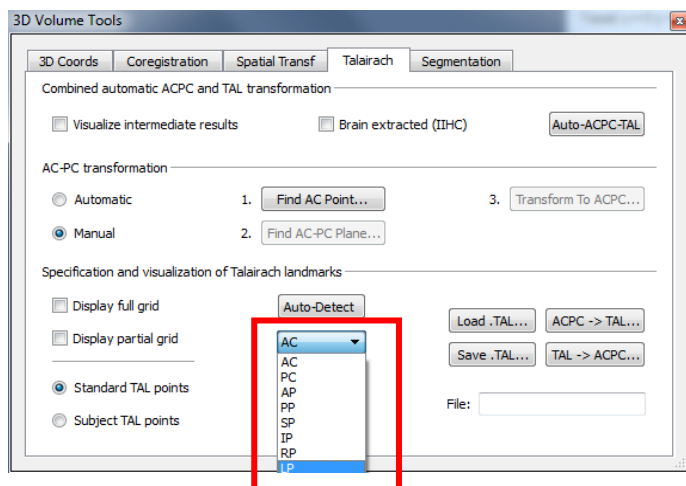 3D Volume Tools
3D Coords Coregistration Spatial Transf Talairach Segmentation
Combined automatic ACPC and TAL transformation
Visualize intermediate results Brain extracted (IIHC) Auto-ACPC-TAL
AC-PC transformation
Automatic 1. Find AC Point... 3. Transform To ACPC...
Manual 2. Find AC-PC Plane...
Specification and visualization of Talairach landmarks
Display full grid Auto-Detect Load .TAL... ACPC -> TAL...
Display partial grid AC Save .TAL... TAL -> ACPC...
AC
PC
AP
Standard TAL points PP File:
SP
Subject TAL points IP
RP
LP